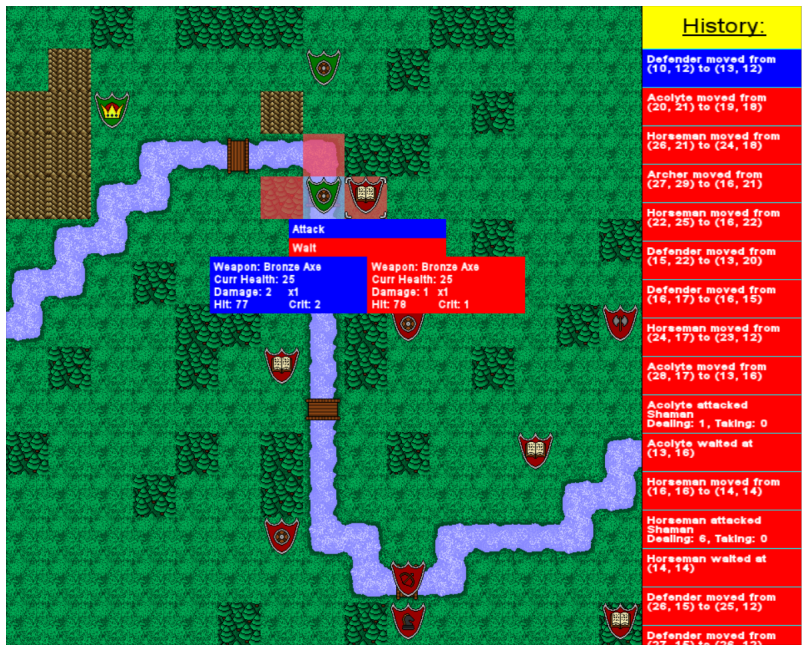 History:
Defender moved from
(10, 12) to (13, 12)
Acolyte moved from
(20, 21) to (19, 18)
Horseman moved from
(26, 21) to (24, 18)
Archer moved from
(27, 29) to (16, 21)
Horseman moved from
(22, 25) to (16, 22)
Defender moved from
(15, 22) to (13, 20)
Defender moved from
(16, 17) to (16, 15)
Horseman moved from
(24, 17) to (23, 12)
Acolyte moved from
(28, 17) to (13, 16)
Acolyte attacked
Shaman
Dealing: 1, Taking: 0
Acolyte waited at
(13, 16)
Horseman moved from
(16, 16) to (14, 14)
Horseman attacked
Shaman
Dealing: 6, Taking: 0
Horseman waited at
(14, 14)
Defender moved from
(26, 15) to (25, 12)
Defender moved from
(27, 15) to (26, 12)
Attack
Wait
Weapon: Bronze Axe
Curr Health: 25
Damage: 2 x1
Hit: 77 Crit: 2
Weapon: Bronze Axe
Curr Health: 25
Damage: 1 x1
Hit: 78 Crit: 1